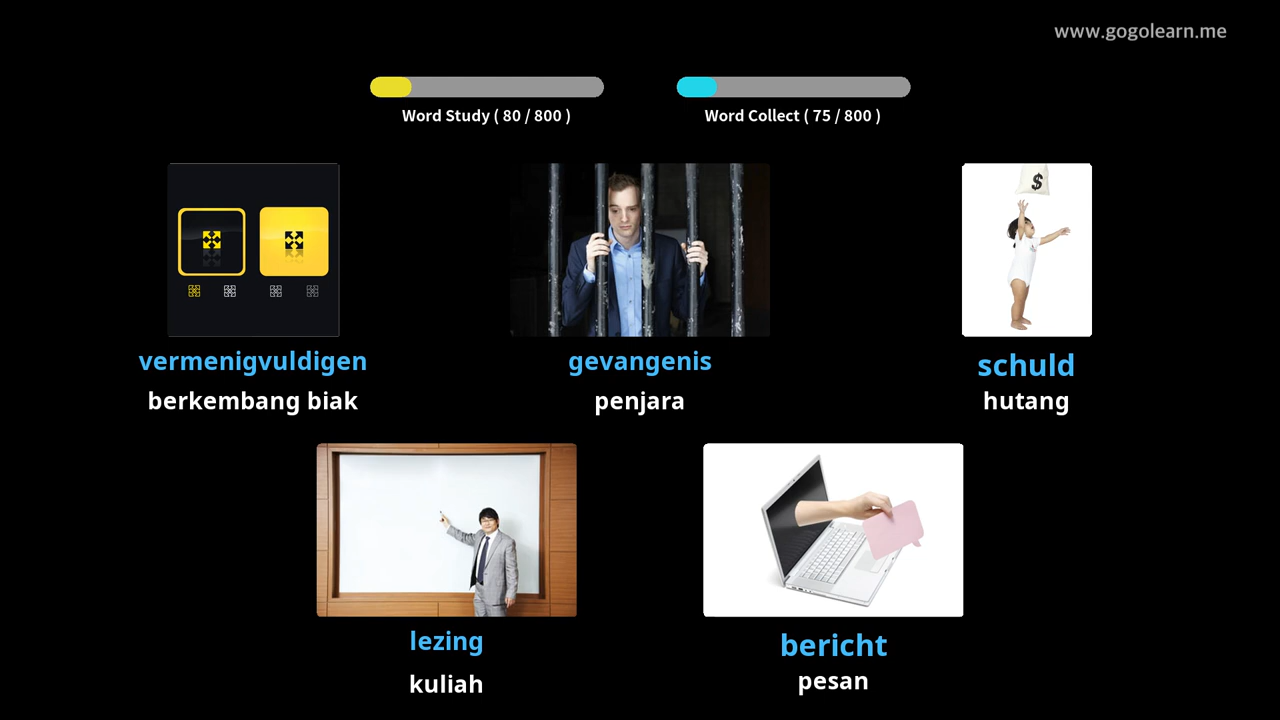 www.gogolearn.me
Word Study ( 80 / 800 )
Word Collect ( 75 / 800 )
vermenigvuldigen
berkembang biak
gevangenis
penjara
$
schuld
hutang
lezing
kuliah
bericht
pesan